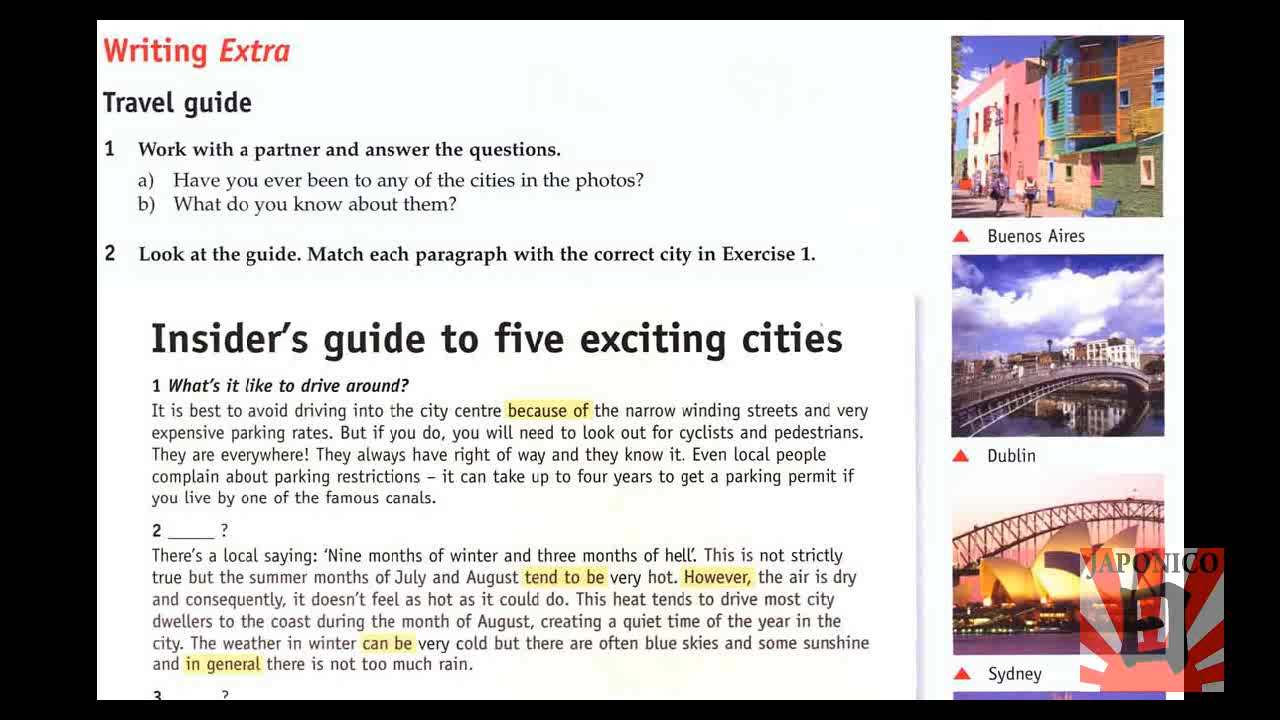 Writing Extra
Travel guide
1 Work with a partner and answer the questions.
a) Have you ever been to any of the cities in the photos?
b) What do you know about them?
2 Look at the guide. Match each paragraph with the correct city in Exercise 1.
Insider's guide to five exciting cities
1 What's it like to drive around?
It is best to avoid driving into the city centre because of the narrow winding streets and very
expensive parking rates. But if you do, you will need to look out for cyclists and pedestrians.
They are everywhere! They always have right of way and they know it. Even local people
complain about parking restrictions – it can take up to four years to get a parking permit if
you live by one of the famous canals.
2 _____ ?
There's a local saying: 'Nine months of winter and three months of hell'. This is not strictly
true but the summer months of July and August tend to be very hot. However, the air is dry
and consequently, it doesn't feel as hot as it could do. This heat tends to drive most city
dwellers to the coast during the month of August, creating a quiet time of the year in the
city. The weather in winter can be very cold but there are often blue skies and some sunshine
and in general there is not too much rain.
3 _____ ?
Buenos Aires
Dublin
Sydney
JAPONICO
日